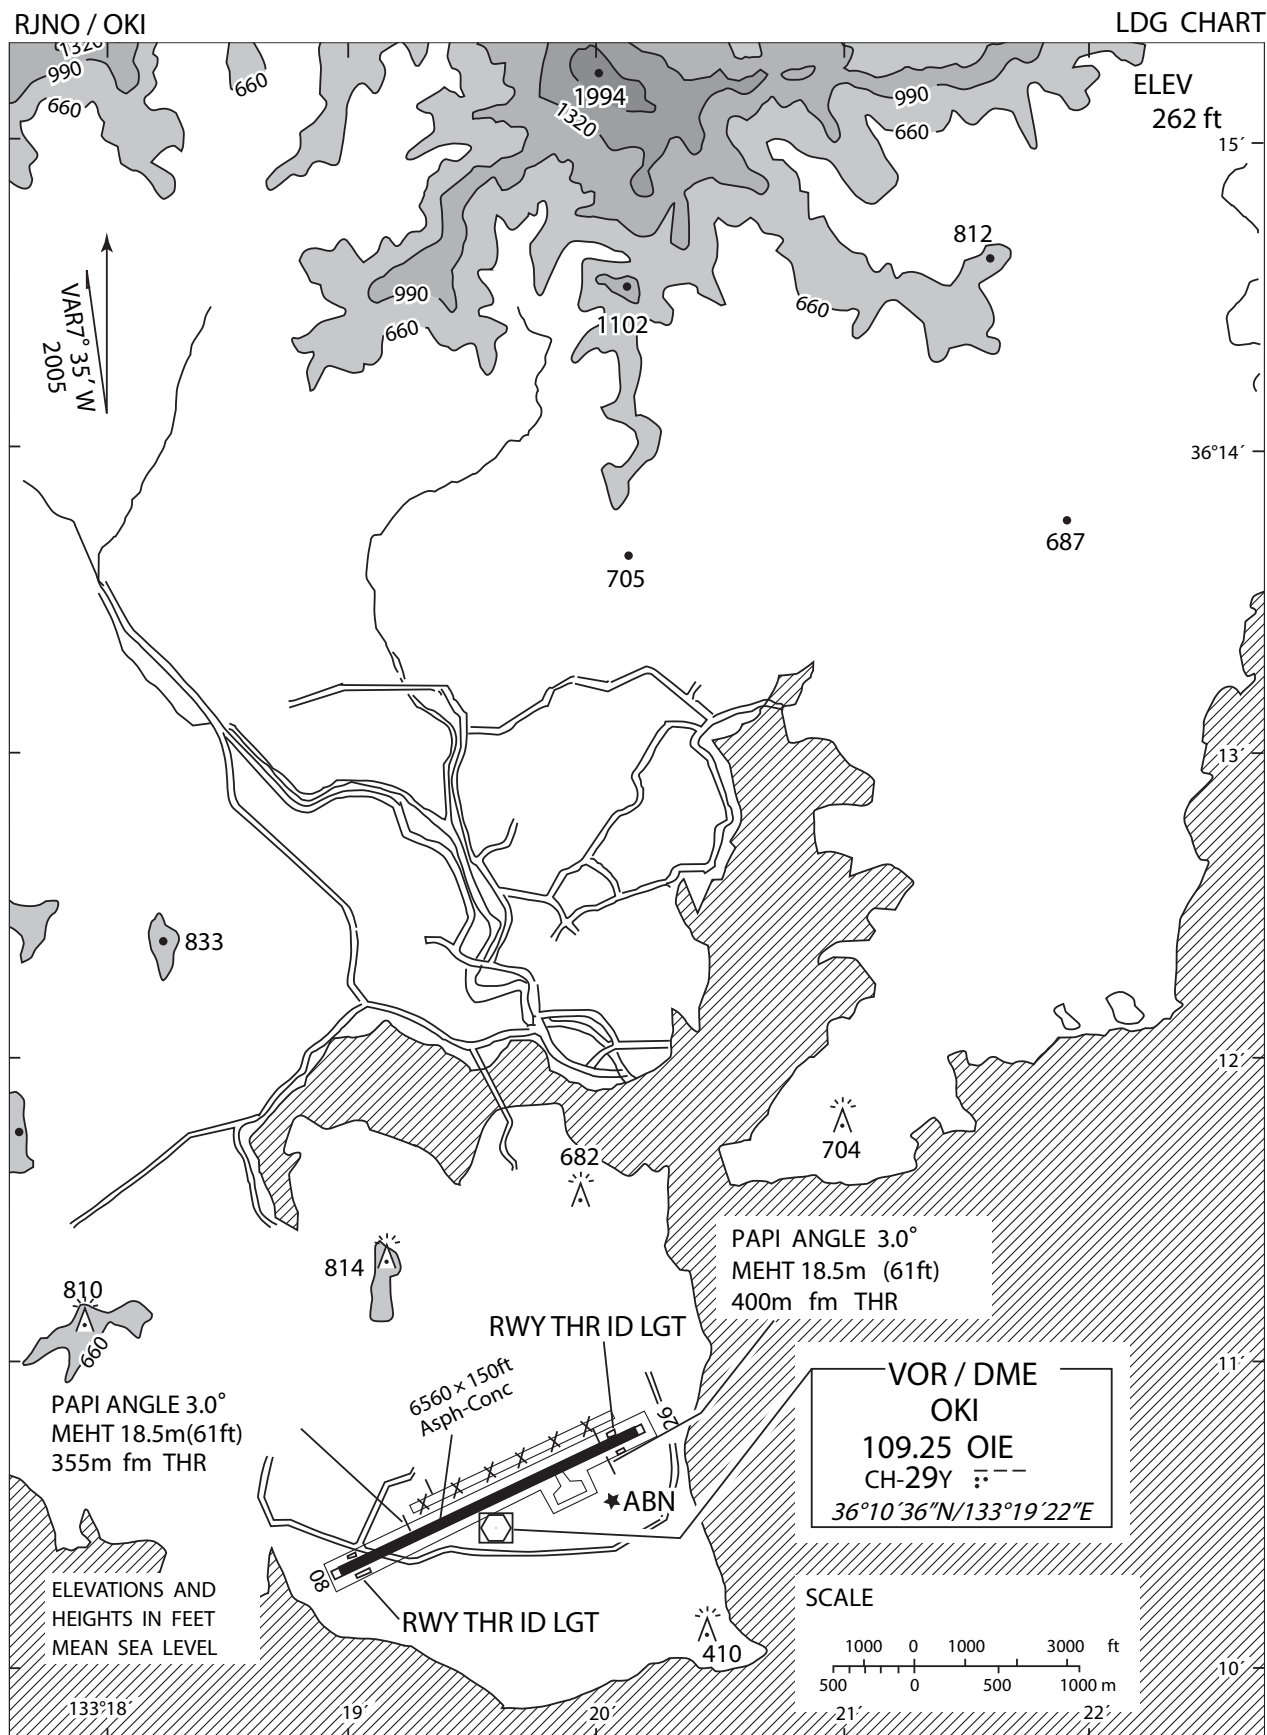 RJNO / OKI
LDG CHART
1320
990
660
660
1994
1320
990
660
ELEV
262 ft
15´
812
VAR7° 35´ W
2005
990
660
1102
660
36°14´
687
705
13´
833
12´
704
682
814
810
660
PAPI ANGLE 3.0°
MEHT 18.5m (61ft)
400m fm THR
RWY THR ID LGT
6560 × 150ft
Asph-Conc
PAPI ANGLE 3.0°
MEHT 18.5m(61ft)
355m fm THR
26
11´
VOR / DME
OKI
109.25 OIE
CH-29Y
36°10´36″N/133°19´22″E
ABN
08
ELEVATIONS AND
HEIGHTS IN FEET
MEAN SEA LEVEL
RWY THR ID LGT
410
SCALE
1000 0 1000 3000 ft
500 0 500 1000 m
10´
133°18´ 19´ 20´ 21´ 22´